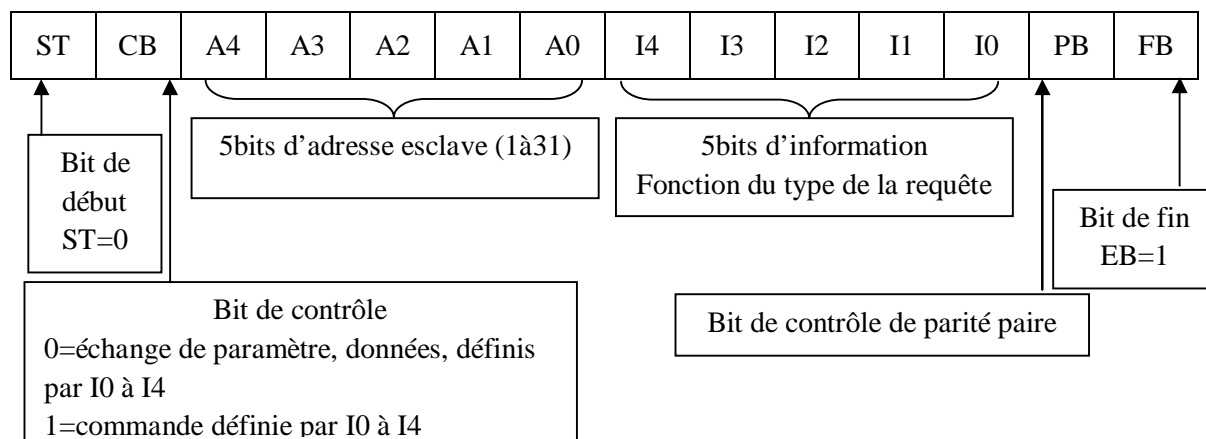 ST CB A4 A3 A2 A1 A0 I4 I3 I2 I1 I0 PB FB
5bits d'adresse esclave (1à31)
5bits d'information
Fonction du type de la requête
Bit de
début
ST=0
Bit de fin
EB=1
Bit de contrôle
0=échange de paramètre, données, définis
par I0 à I4
1=commande définie par I0 à I4
Bit de contrôle de parité paire